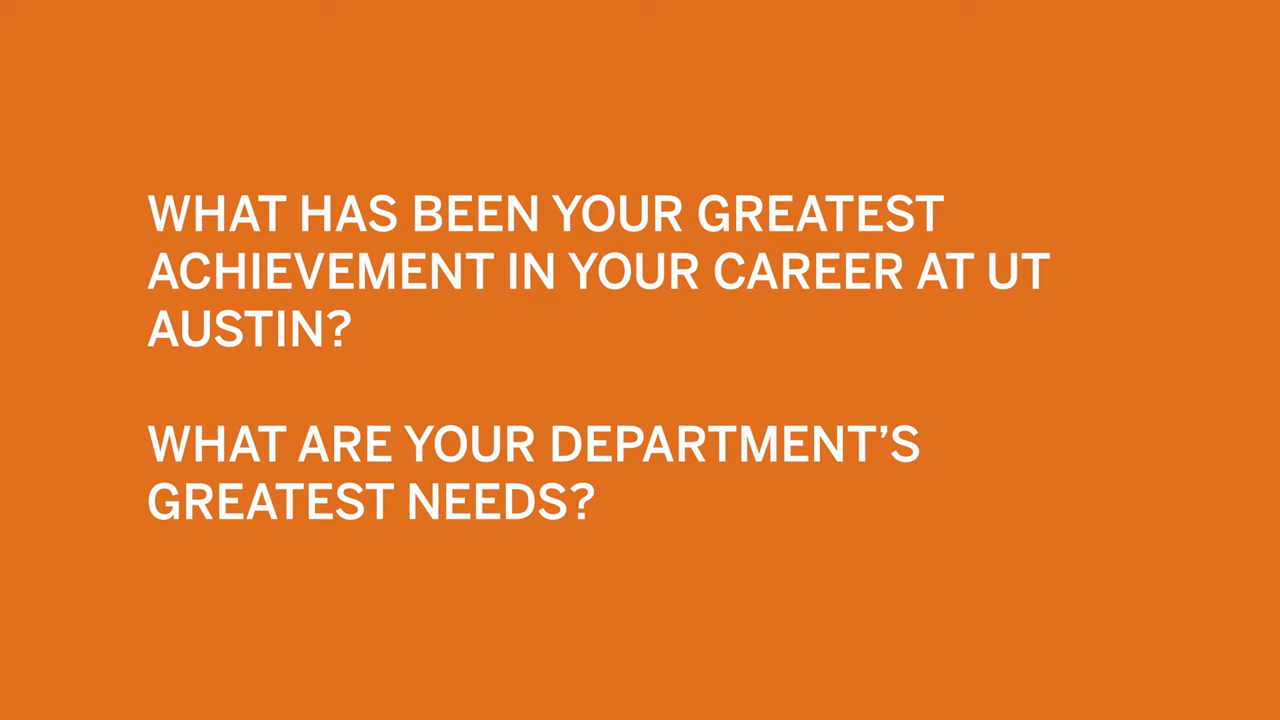 WHAT HAS BEEN YOUR GREATEST
ACHIEVEMENT IN YOUR CAREER AT UT
AUSTIN?
WHAT ARE YOUR DEPARTMENT’S
GREATEST NEEDS?